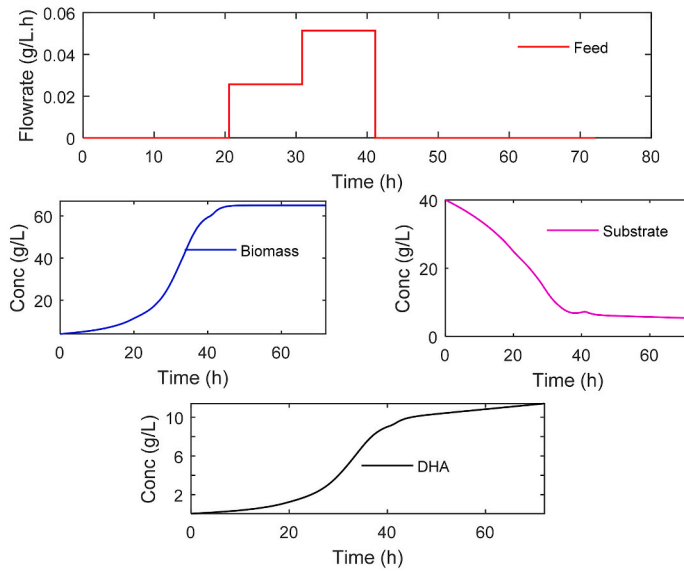 Flowrate (g/L.h)
0.06
0.04
0.02
0
Feed
0 10 20 30 40 50 60 70 80
Time (h)
Conc (g/L)
60
40
20
Biomass
0 20 40 60
Time (h)
Conc (g/L)
40
20
0
Substrate
0 20 40 60
Time (h)
Conc (g/L)
10
6
2
DHA
0 20 40 60
Time (h)